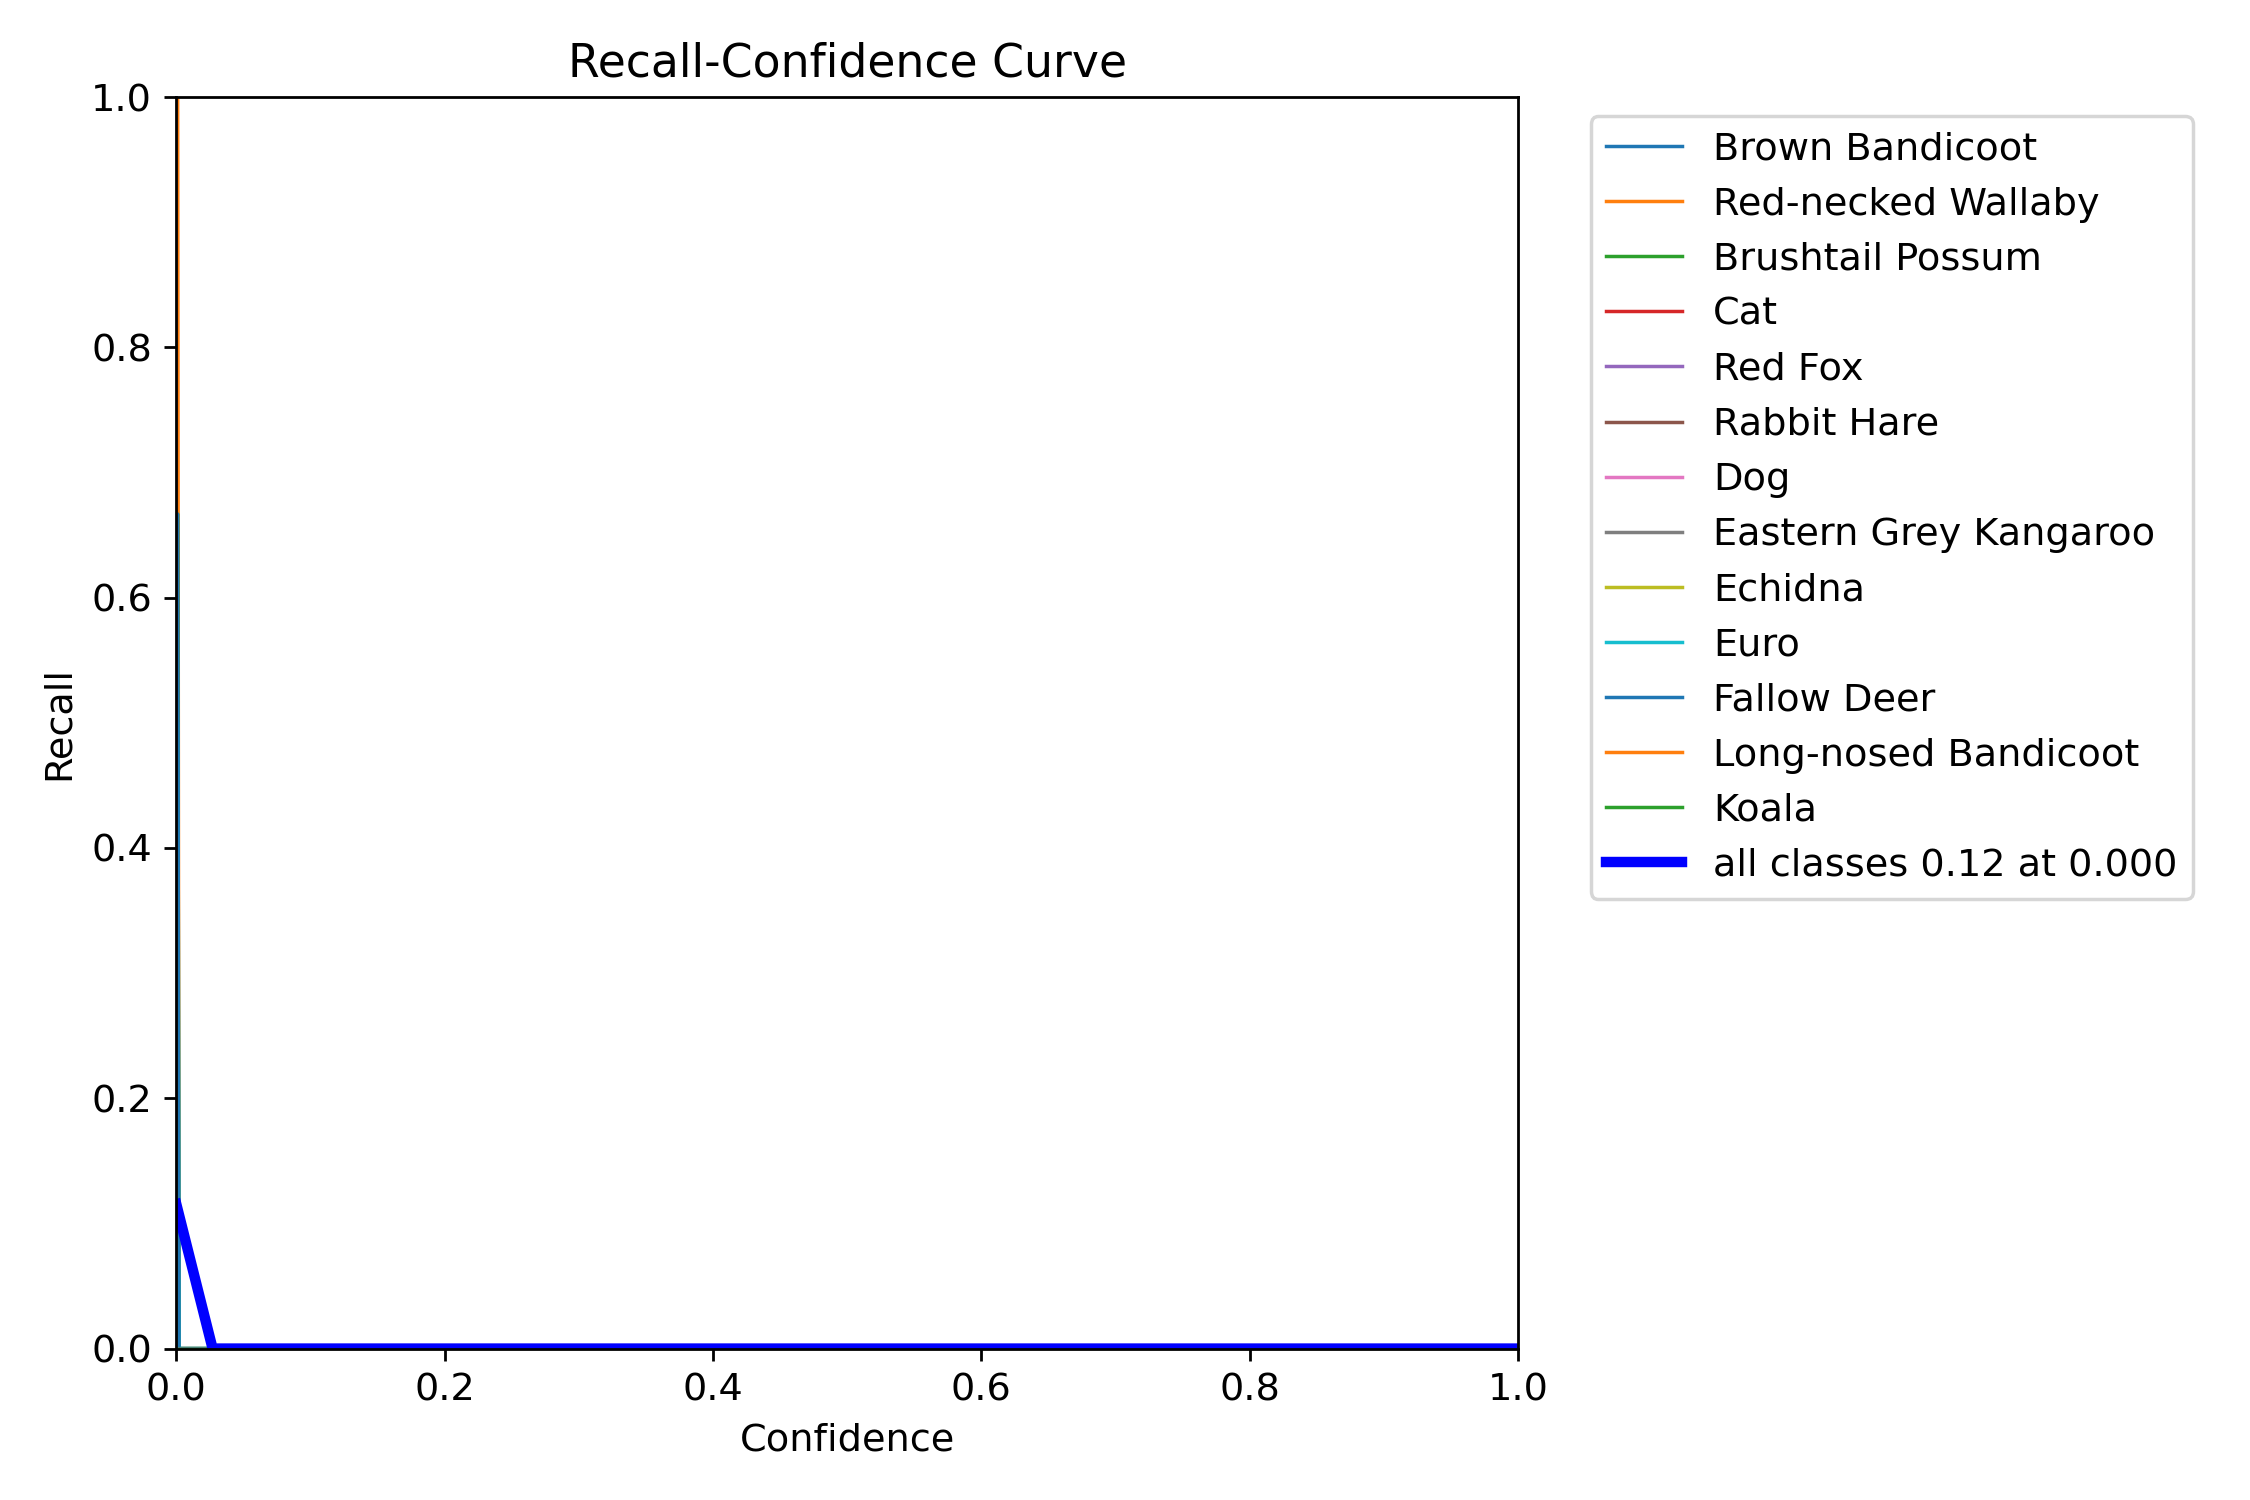 Recall-Confidence Curve
1.0
0.8
0.6
0.4
0.2
0.0
Recall
0.0 0.2 0.4 0.6 0.8 1.0
Confidence
Brown Bandicoot
Red-necked Wallaby
Brushtail Possum
Cat
Red Fox
Rabbit Hare
Dog
Eastern Grey Kangaroo
Echidna
Euro
Fallow Deer
Long-nosed Bandicoot
Koala
all classes 0.12 at 0.000